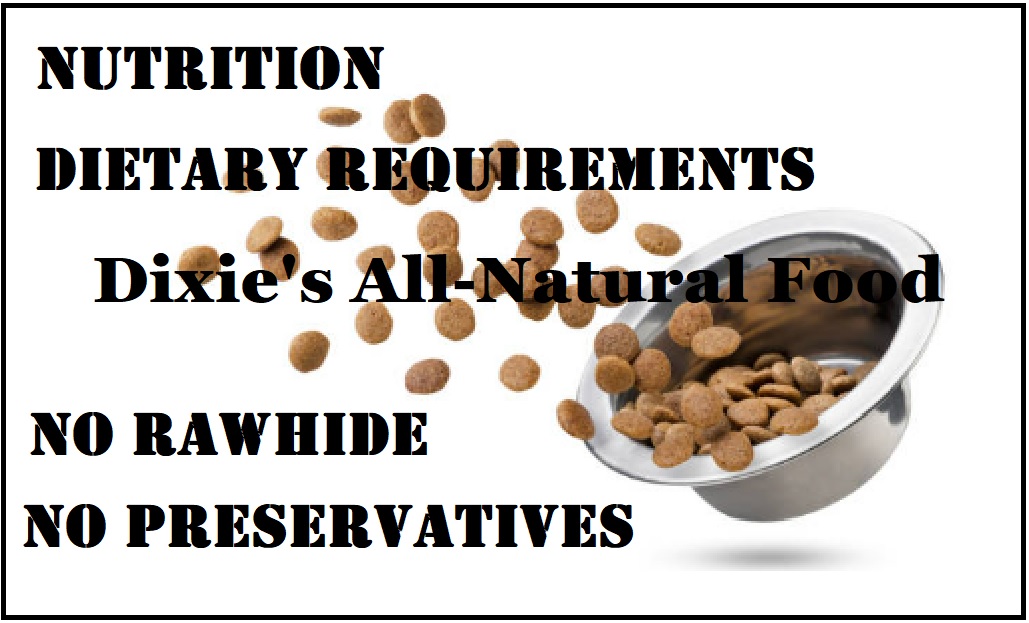 NUTRITION
DIETARY REQUIREMENTS
Dixie's All-Natural Food
NO RAWHIDE
NO PRESERVATIVES